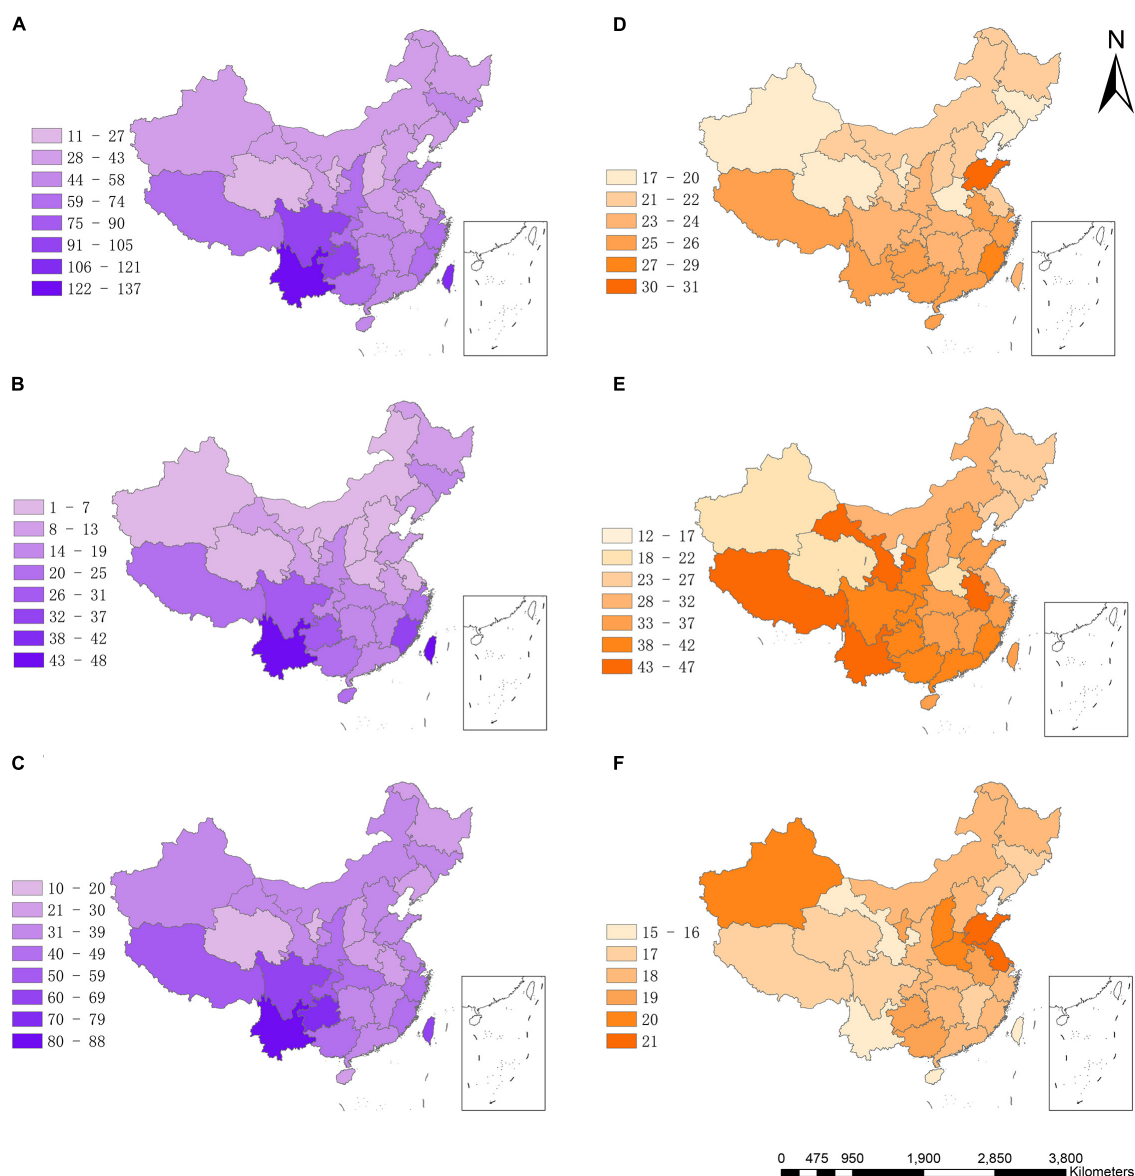 A
11 - 27
28 - 43
44 - 58
59 - 74
75 - 90
91 - 105
106 - 121
122 - 137
D
N
17 - 20
21 - 22
23 - 24
25 - 26
27 - 29
30 - 31
B
1 - 7
8 - 13
14 - 19
20 - 25
26 - 31
32 - 37
38 - 42
43 - 48
E
12 - 17
18 - 22
23 - 27
28 - 32
33 - 37
38 - 42
43 - 47
C
10 - 20
21 - 30
31 - 39
40 - 49
50 - 59
60 - 69
70 - 79
80 - 88
F
15 - 16
17
18
19
20
21
0 475 950 1,900 2,850 3,800
Kilometers